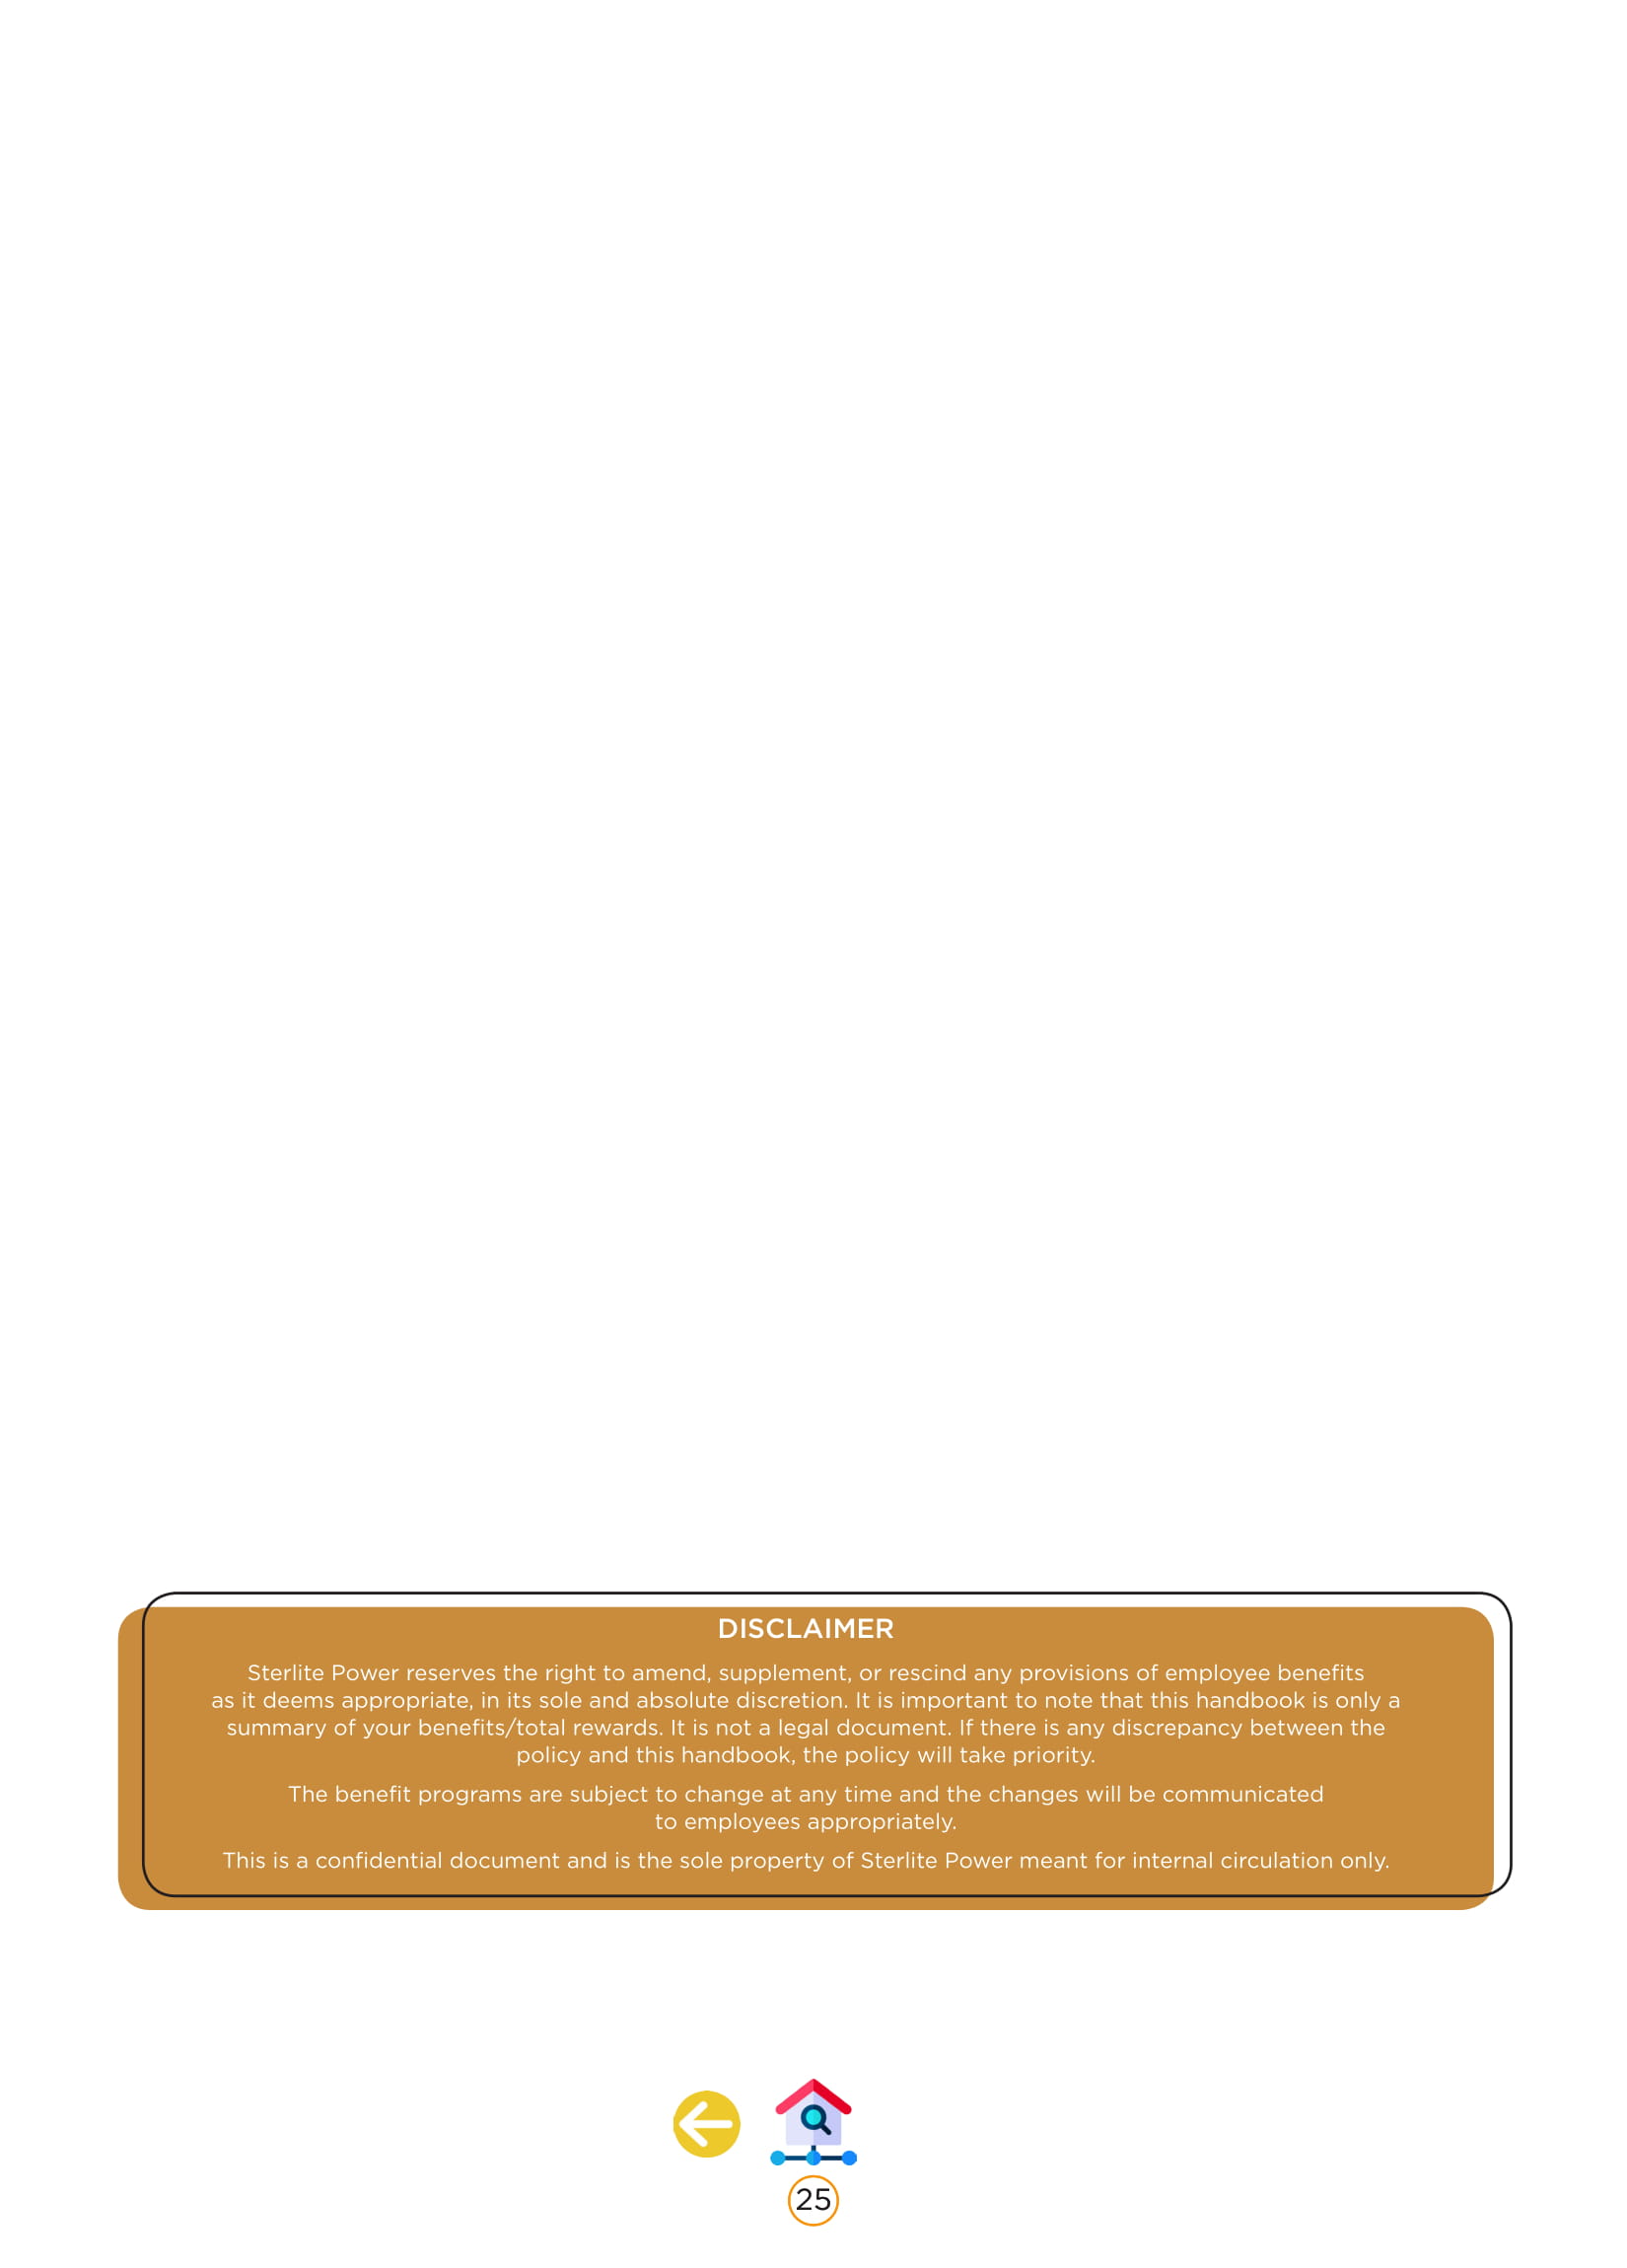 DISCLAIMER
Sterlite Power reserves the right to amend, supplement, or rescind any provisions of employee benefits
as it deems appropriate, in its sole and absolute discretion. It is important to note that this handbook is only a
summary of your benefits/total rewards. It is not a legal document. If there is any discrepancy between the
policy and this handbook, the policy will take priority.
The benefit programs are subject to change at any time and the changes will be communicated
to employees appropriately.
This is a confidential document and is the sole property of Sterlite Power meant for internal circulation only.
25